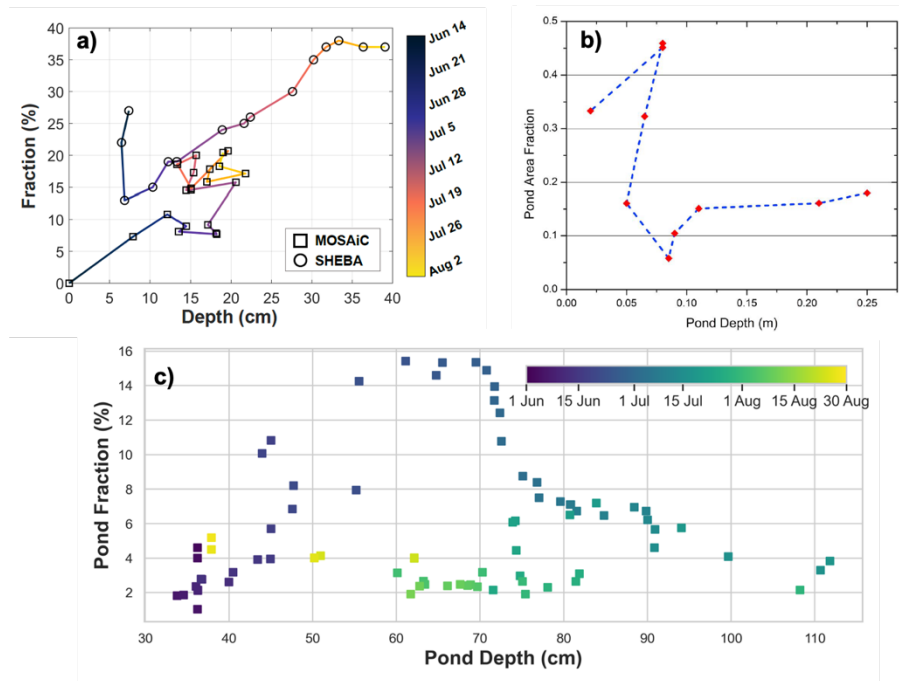 a)
40
35
30
25
20
15
10
5
0
Fraction (%)
0 5 10 15 20 25 30 35 40
Depth (cm)
MOSAiC
SHEBA
Jun 14
Jun 21
Jun 28
Jul 5
Jul 12
Jul 19
Jul 26
Aug 2
b)
0.5
0.4
0.3
0.2
0.1
0.0
Pond Area Fraction
0.00 0.05 0.10 0.15 0.20 0.25
Pond Depth (m)
c)
16
14
12
10
8
6
4
2
Pond Fraction (%)
1 Jun 15 Jun 1 Jul 15 Jul 1 Aug 15 Aug 30 Aug
30 40 50 60 70 80 90 100 110
Pond Depth (cm)